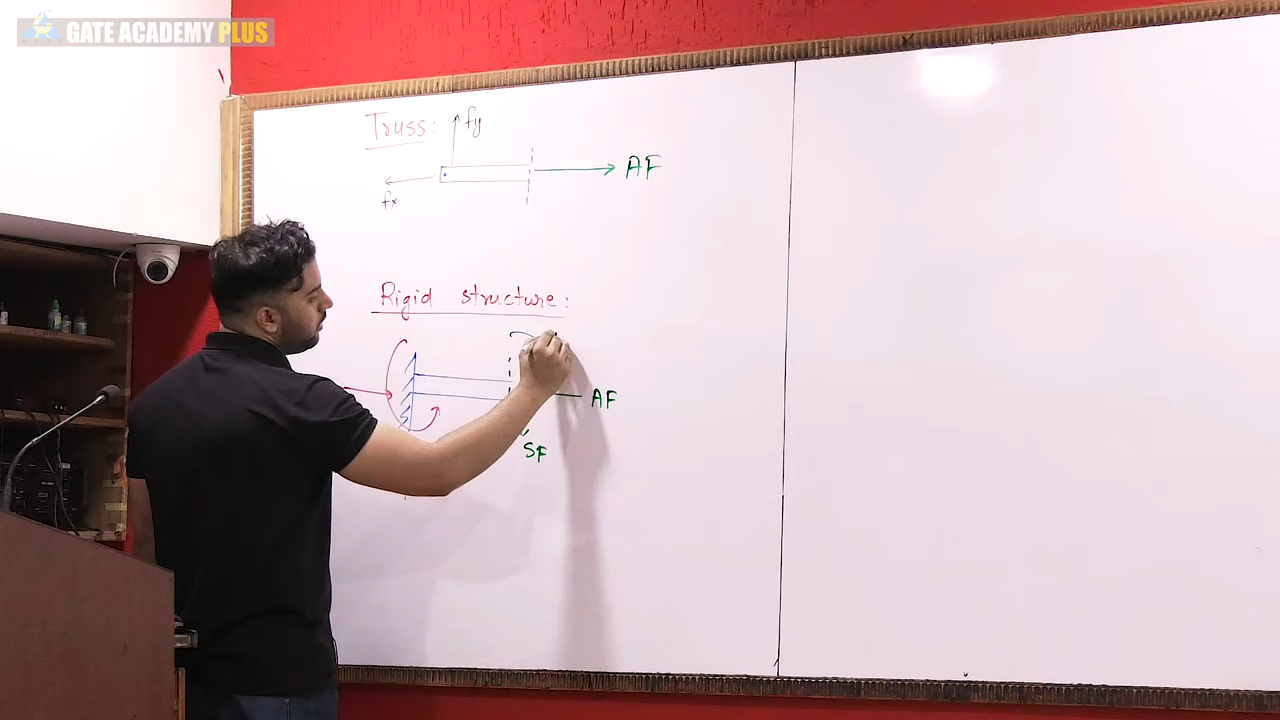 GATE ACADEMY PLUS
Truss:
fy
AF
fx
Rigid structure:
AF
SF